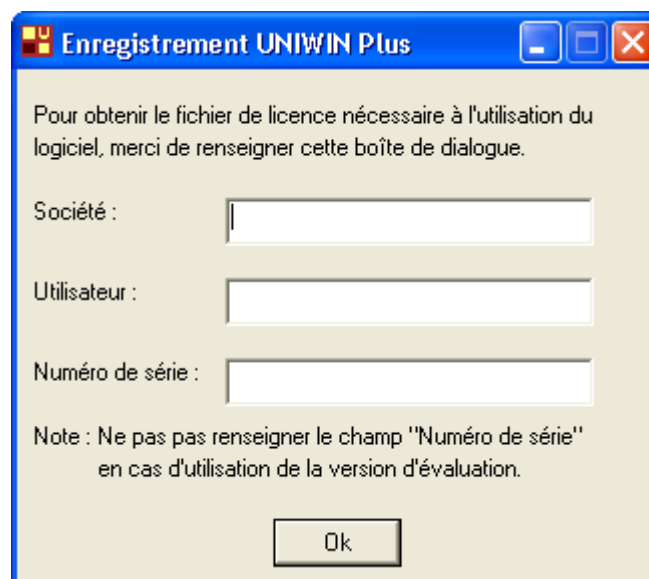 Enregistrement UNIWIN Plus
Pour obtenir le fichier de licence nécessaire à l'utilisation du
logiciel, merci de renseigner cette boîte de dialogue.
Société :
Utilisateur :
Numéro de série :
Note : Ne pas pas renseigner le champ "Numéro de série"
en cas d'utilisation de la version d'évaluation.
Ok